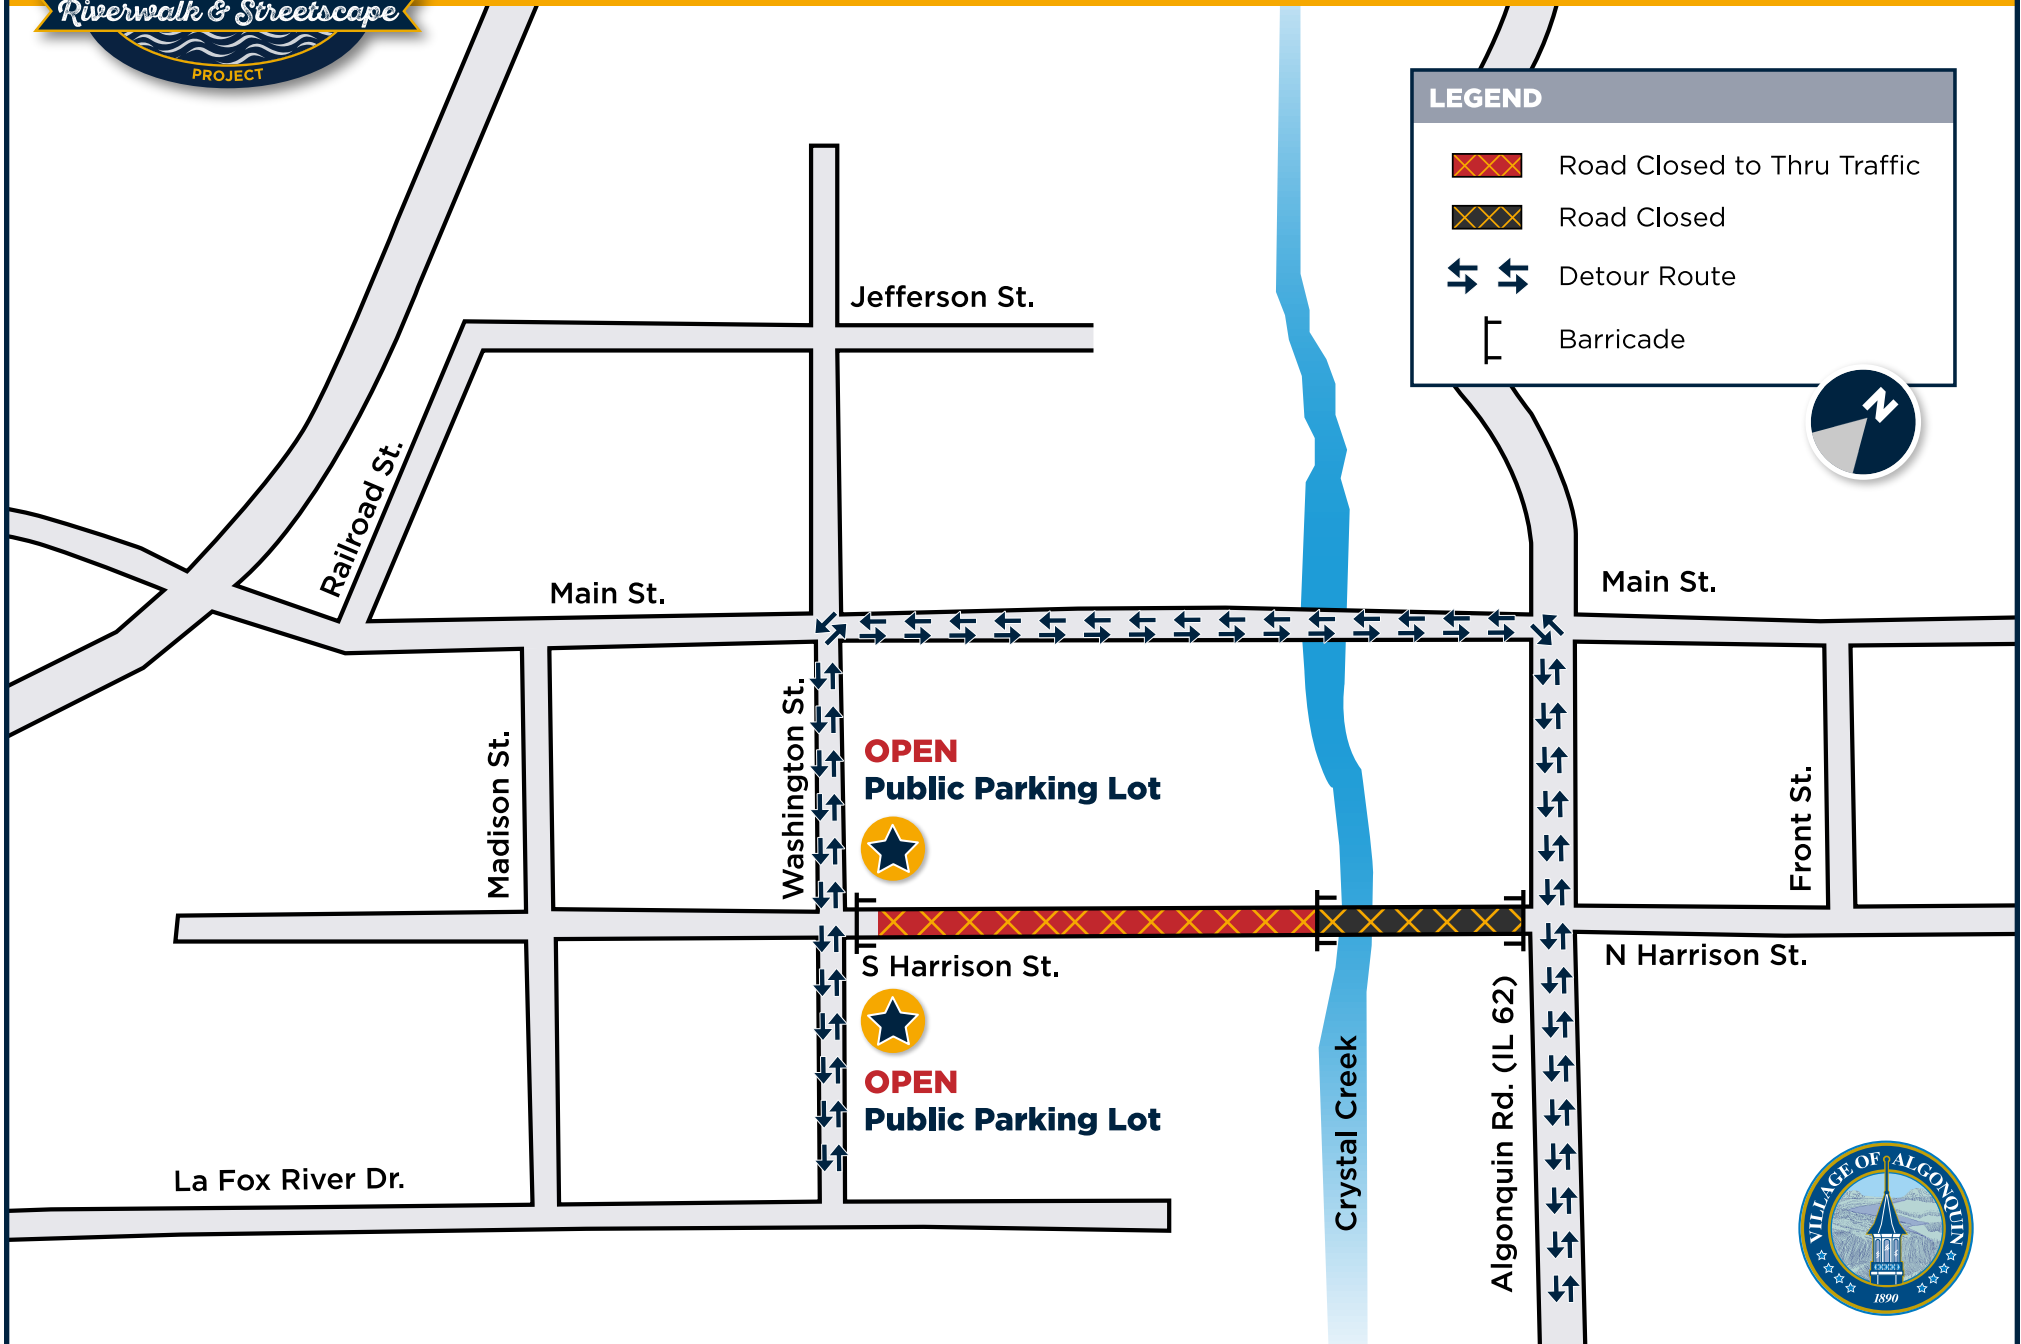 Riverwalk & Streetscape
PROJECT
LEGEND
Road Closed to Thru Traffic
Road Closed
Detour Route
Barricade
N
Jefferson St.
Railroad St.
Main St.
Main St.
Madison St.
Washington St.
OPEN
Public Parking Lot
Front St.
S Harrison St.
N Harrison St.
OPEN
Public Parking Lot
Crystal Creek
Algonquin Rd. (IL 62)
La Fox River Dr.
VILLAGE OF ALGONQUIN
1890